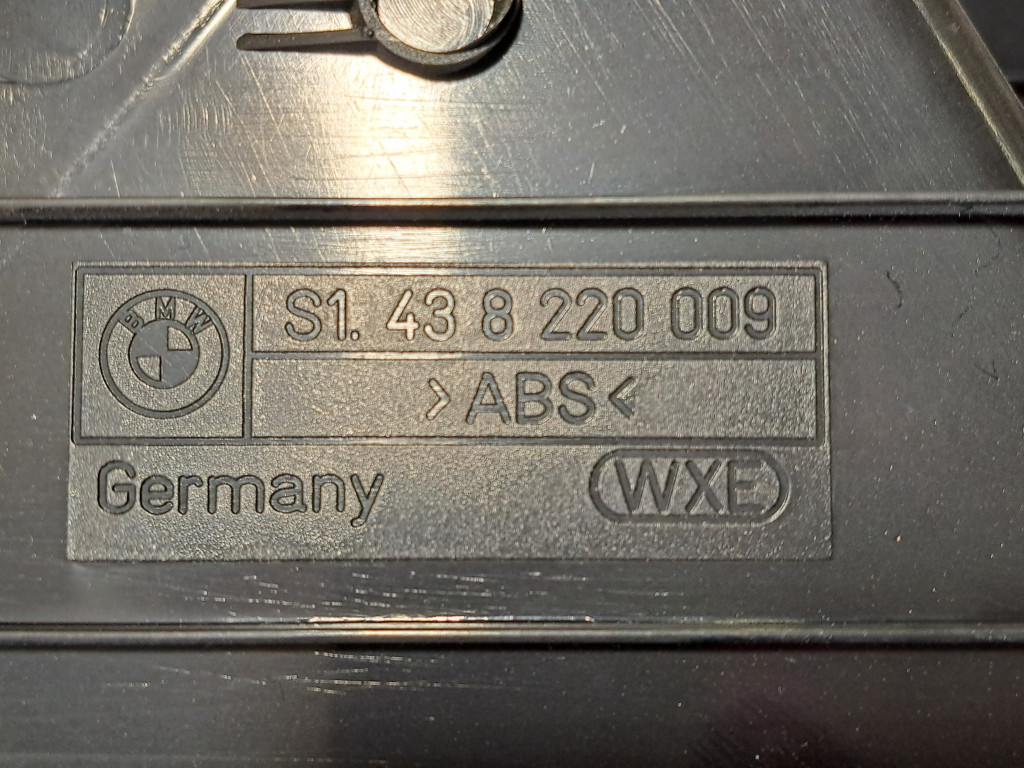 BMW
S1. 43 8 220 009
>ABS<
Germany WXE